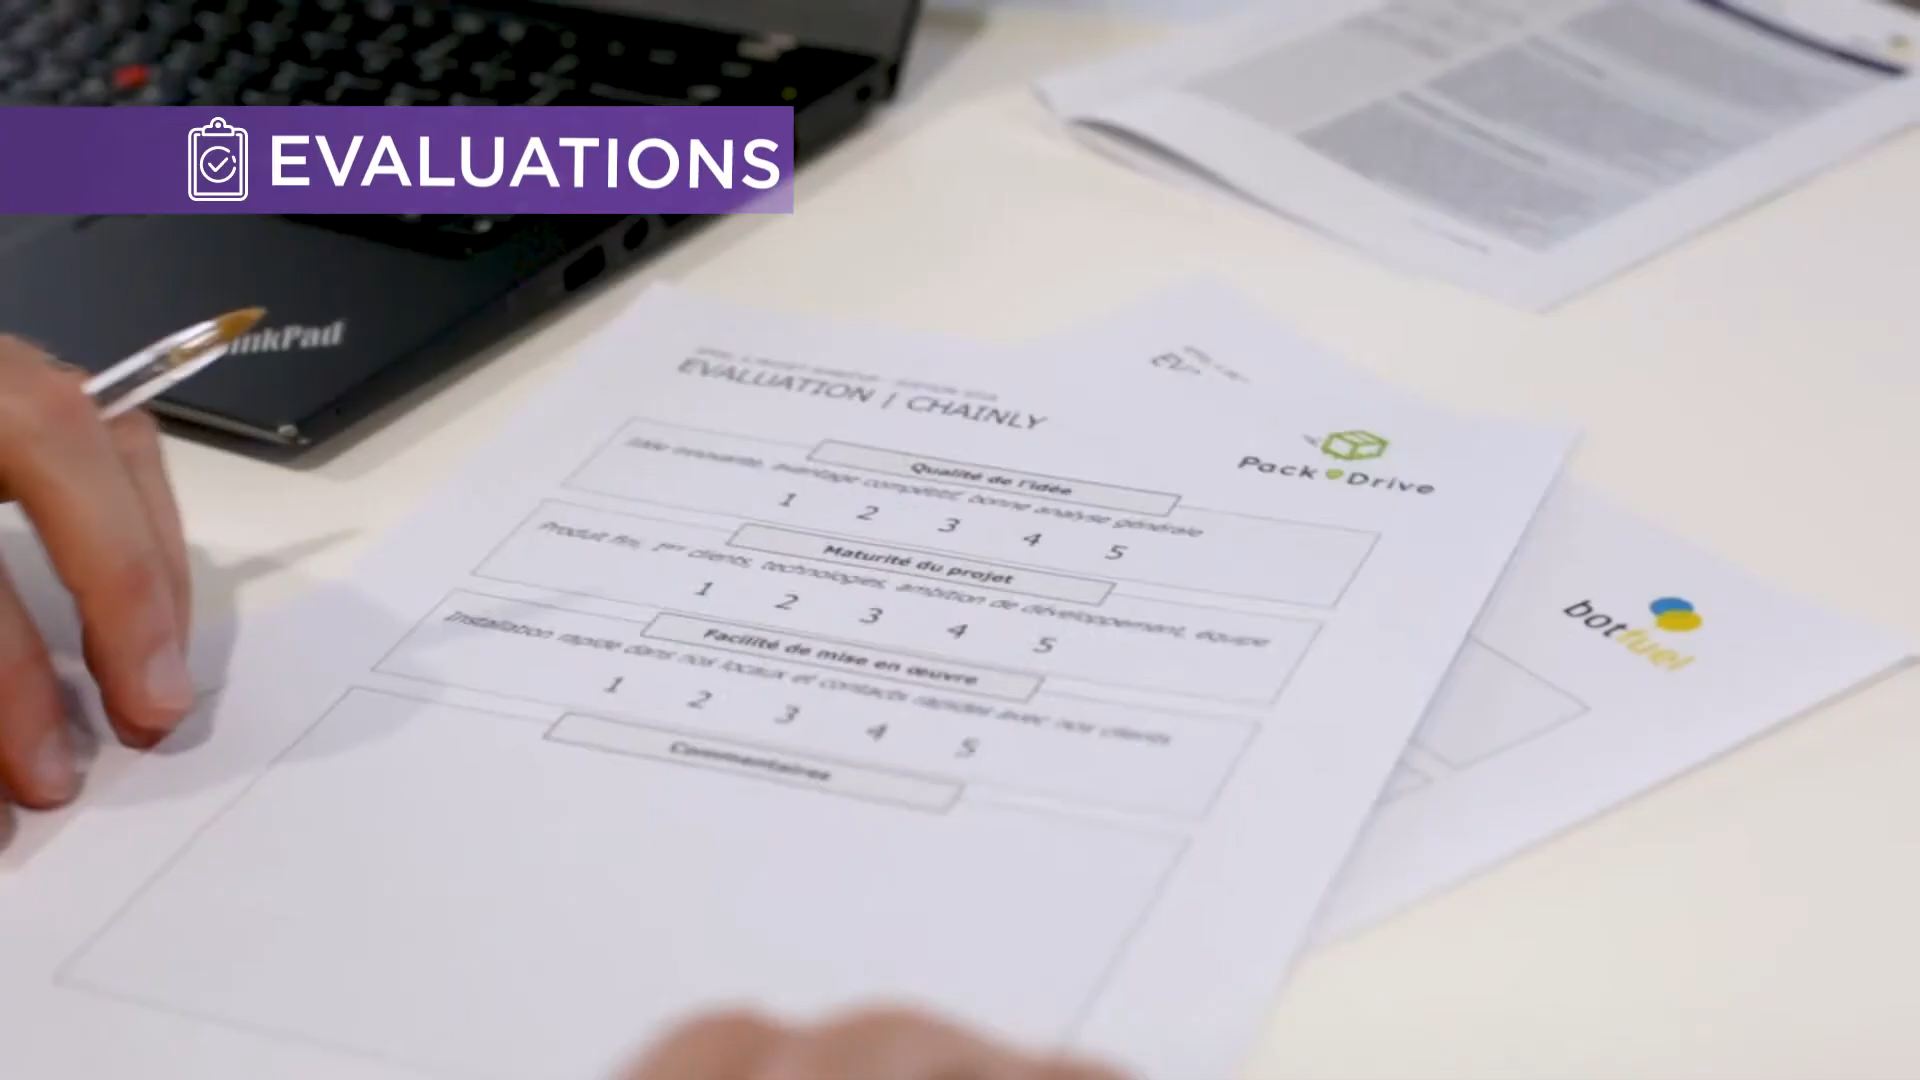 EVALUATIONS
ThinkPad
EVALUATION | CHAINLY
Pack Drive
Qualité de l'idée
Idée innovante, avantage compétitif, bonne analyse générale
1 2 3 4 5
Maturité du projet
Produit fini, 1ers clients, technologies, ambition de développement, équipe
1 2 3 4 5
Facilité de mise en œuvre
Installation rapide dans nos locaux et contacts rapides avec nos clients
1 2 3 4 5
Commentaires
botfuel